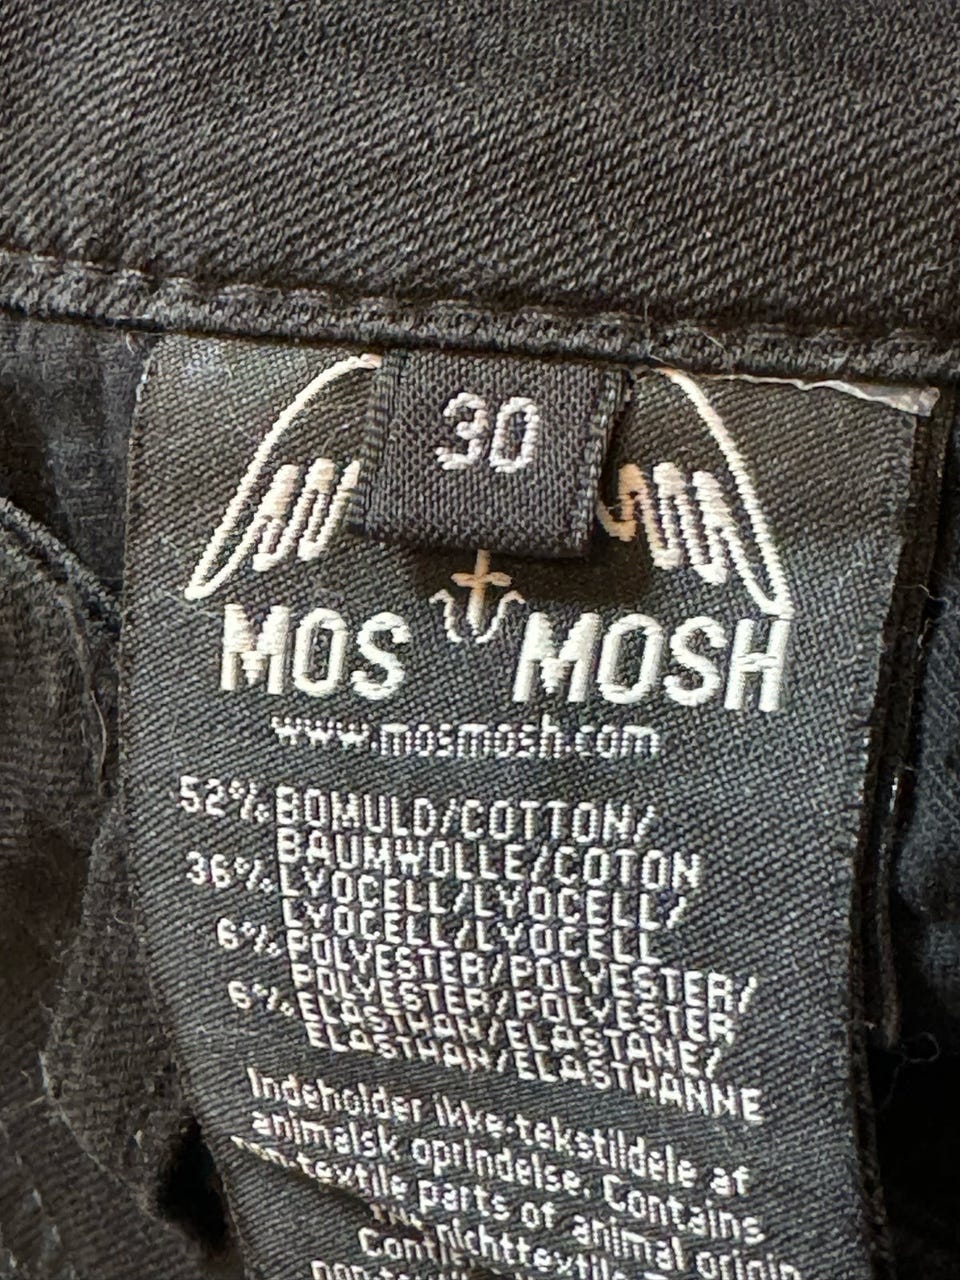 30
MOS MOSH
www.mosmosh.com
52% BOMULD/COTTON/
BAUMWOLLE/COTON
36% LYOCELL/LYOCELL/
LYOCELL/LYOCELL
6% POLYESTER/POLYESTER/
POLYESTER/POLYESTER
6% ELASTHAN/ELASTANE/
ELASTHAN/ELASTHANNE
Indeholder ikke-tekstildele af
animalsk oprindelse. Contains
non-textile parts of animal origin
nichttextile